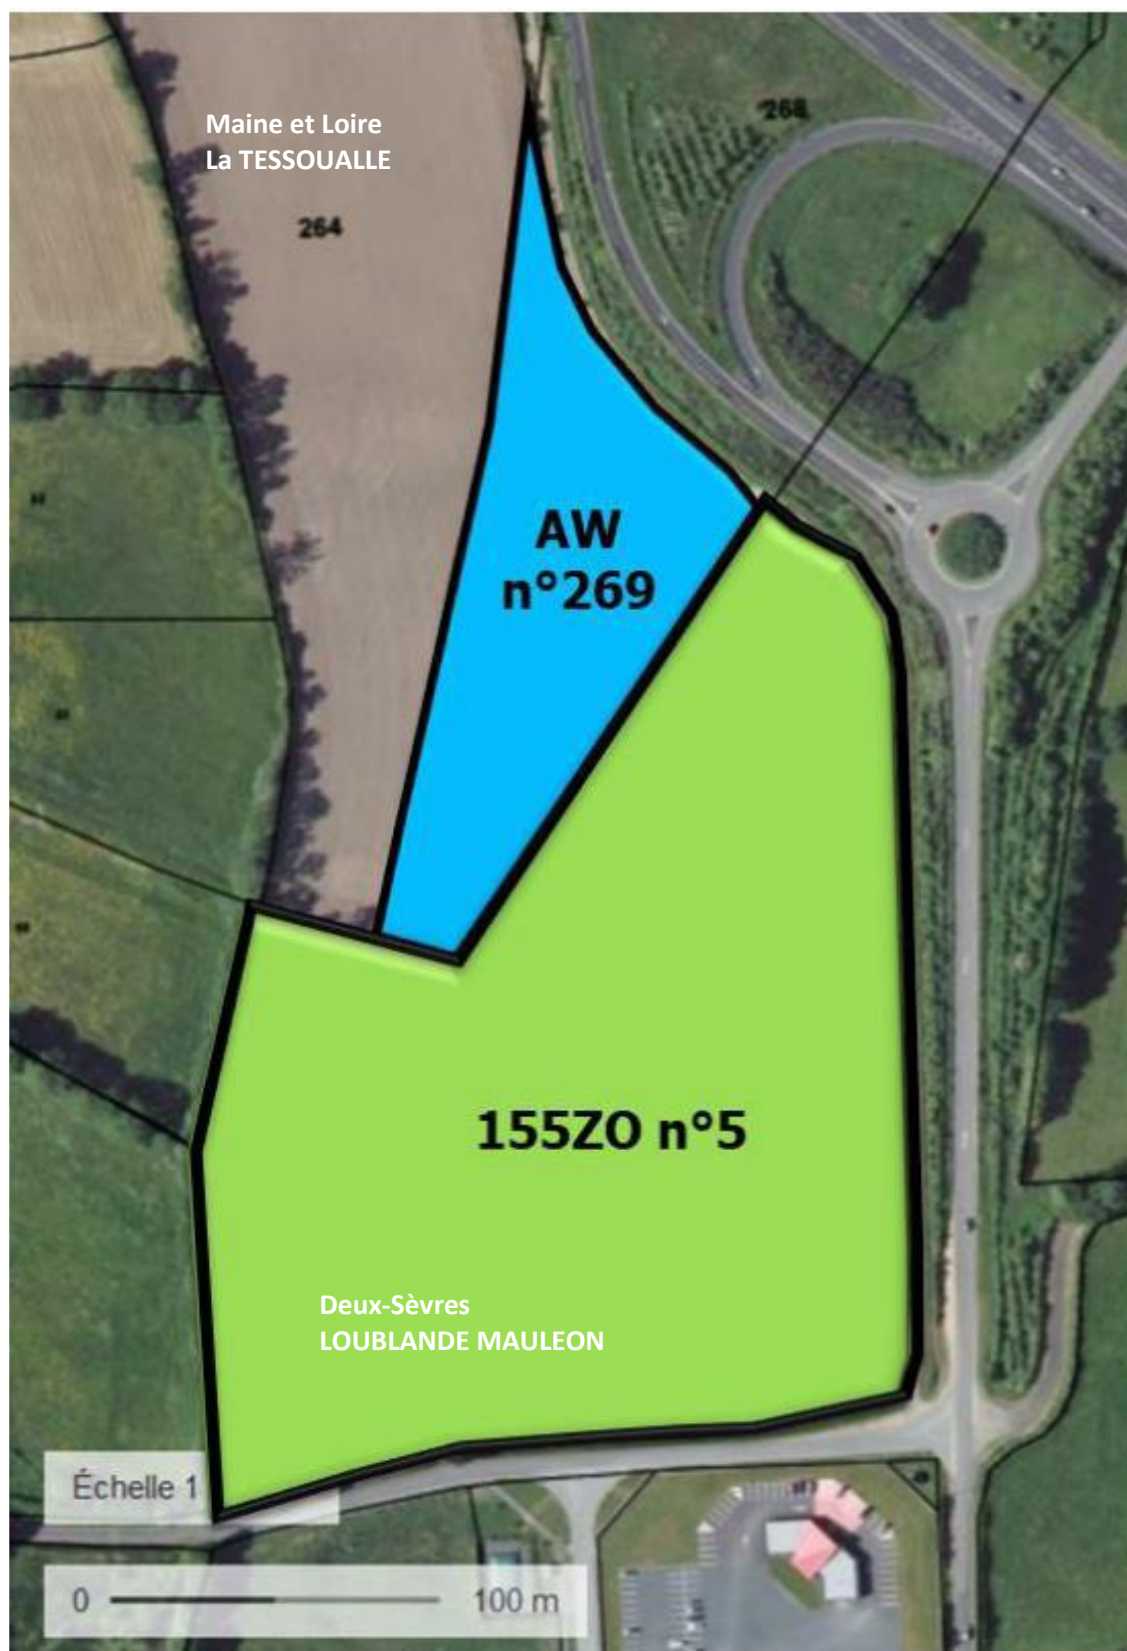 Maine et Loire
La TESSOUALLE
268
264
AW
n°269
155ZO n°5
Deux-Sèvres
LOUBLANDE MAULEON
Échelle 1
0 100 m